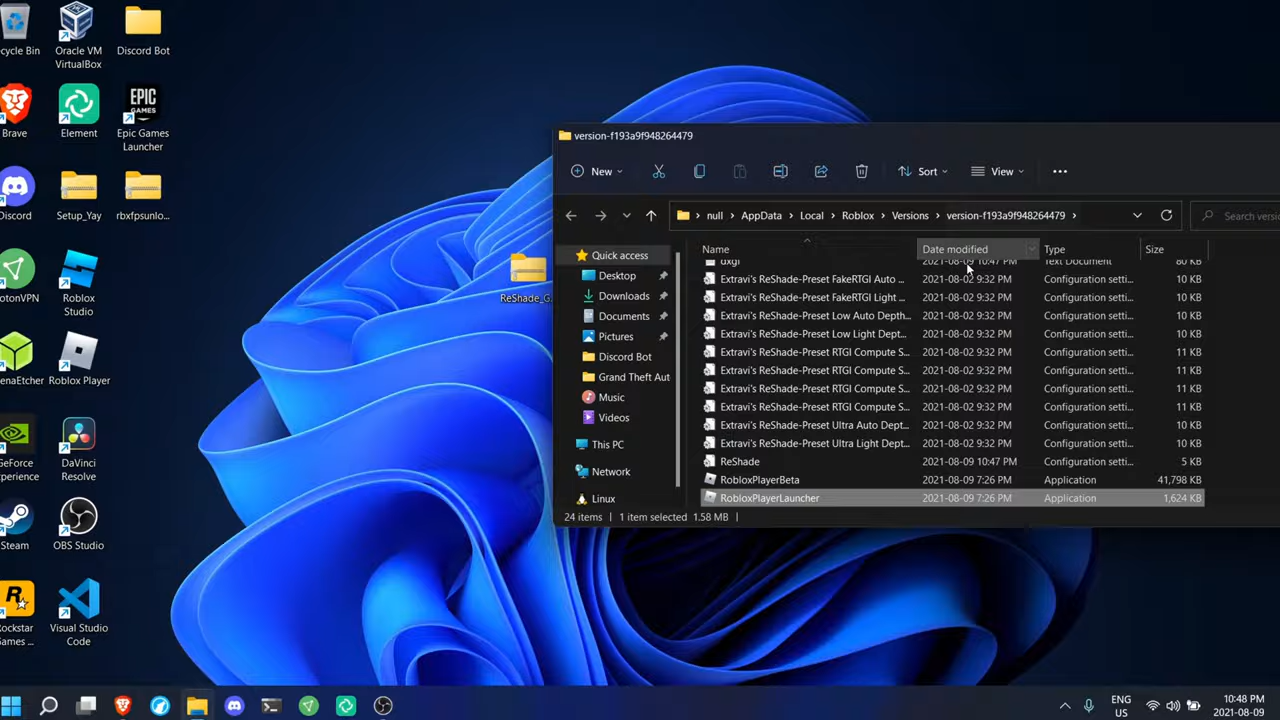 cycle Bin
Oracle VM
VirtualBox
Discord Bot
Brave
Element
EPIC
GAMES
Epic Games
Launcher
Discord
Setup_Yay
rbxfpsunlo...
rotonVPN
Roblox
Studio
enaEtcher
Roblox Player
GeForce
xperience
DaVinci
Resolve
Steam
OBS Studio
Rockstar
Games ...
Visual Studio
Code
ReShade_G.
version-f193a9f948264479
New
Sort
View
null
AppData
Local
Roblox
Versions
version-f193a9f948264479
Search versio
Quick access
Desktop
Downloads
Documents
Pictures
Discord Bot
Grand Theft Aut
Music
Videos
This PC
Network
Linux
Name Date modified Type Size
dxgi 2021-08-09 10:47 PM Text Document 80 KB
Extravi's ReShade-Preset FakeRTGI Auto ... 2021-08-02 9:32 PM Configuration setti... 10 KB
Extravi's ReShade-Preset FakeRTGI Light ... 2021-08-02 9:32 PM Configuration setti... 10 KB
Extravi's ReShade-Preset Low Auto Depth... 2021-08-02 9:32 PM Configuration setti... 10 KB
Extravi's ReShade-Preset Low Light Dept... 2021-08-02 9:32 PM Configuration setti... 10 KB
Extravi's ReShade-Preset RTGI Compute S... 2021-08-02 9:32 PM Configuration setti... 11 KB
Extravi's ReShade-Preset RTGI Compute S... 2021-08-02 9:32 PM Configuration setti... 11 KB
Extravi's ReShade-Preset RTGI Compute S... 2021-08-02 9:32 PM Configuration setti... 11 KB
Extravi's ReShade-Preset RTGI Compute S... 2021-08-02 9:32 PM Configuration setti... 11 KB
Extravi's ReShade-Preset Ultra Auto Dept... 2021-08-02 9:32 PM Configuration setti... 10 KB
Extravi's ReShade-Preset Ultra Light Dept... 2021-08-02 9:32 PM Configuration setti... 10 KB
ReShade 2021-08-09 10:47 PM Configuration setti... 5 KB
RobloxPlayerBeta 2021-08-09 7:26 PM Application 41,798 KB
RobloxPlayerLauncher 2021-08-09 7:26 PM Application 1,624 KB
24 items 1 item selected 1.58 MB
ENG
US
10:48 PM
2021-08-09